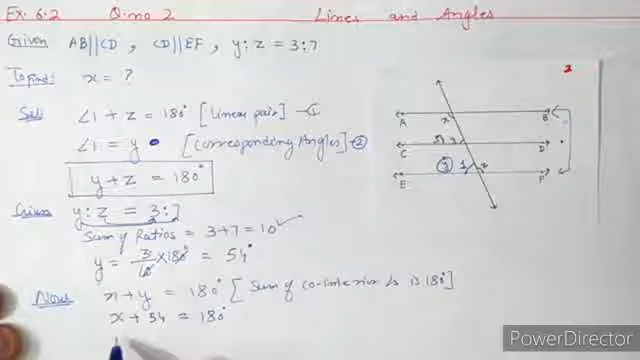 Ex. 6.2 Q.no 2 Lines and Angles
Given AB||CD, CD||EF, y:z = 3:7
To find: x = ?
Sol: ∠1 + z = 180° [linear pair] —①
∠1 = y [corresponding Angles] —②
y+z = 180°
Given y:z = 3:7
Sum of Ratios = 3+7 = 10
y = 3/10 × 180° = 54°
Now x+y = 180° [Sum of co-interior ∠s is 180°]
x + 54 = 180°
A x B
C 54 D
E y 1 z F
PowerDirector